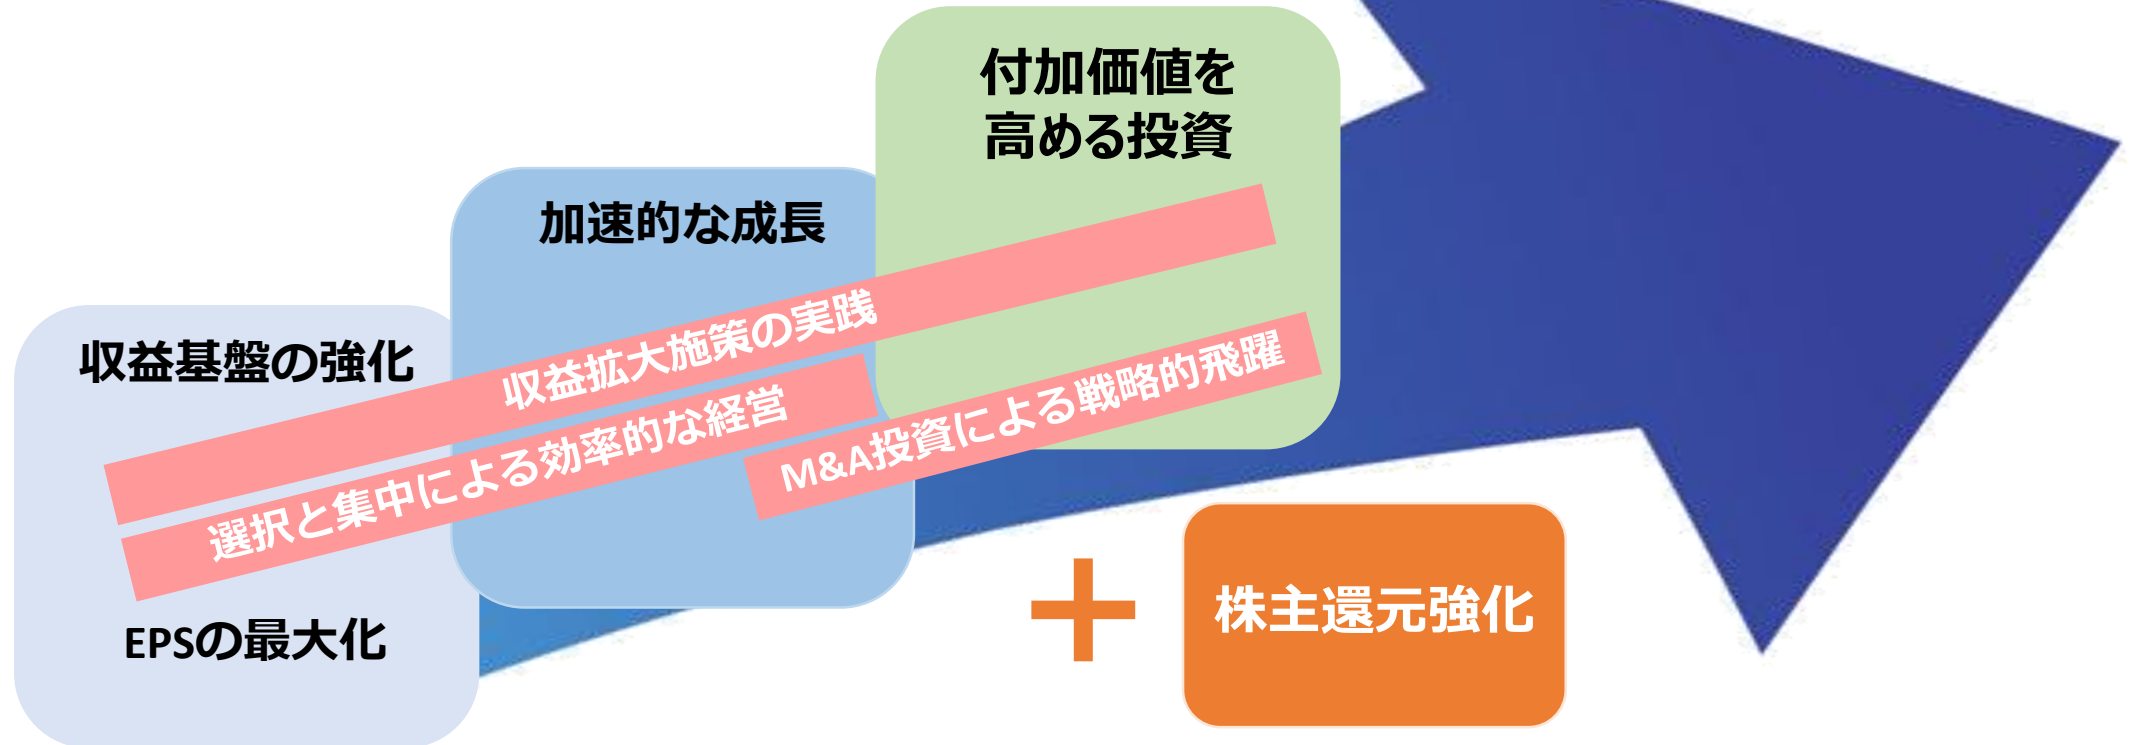 付加価値を
高める投資
加速的な成長
収益基盤の強化
収益拡大施策の実践
選択と集中による効率的な経営
M&A投資による戦略的飛躍
EPSの最大化
株主還元強化